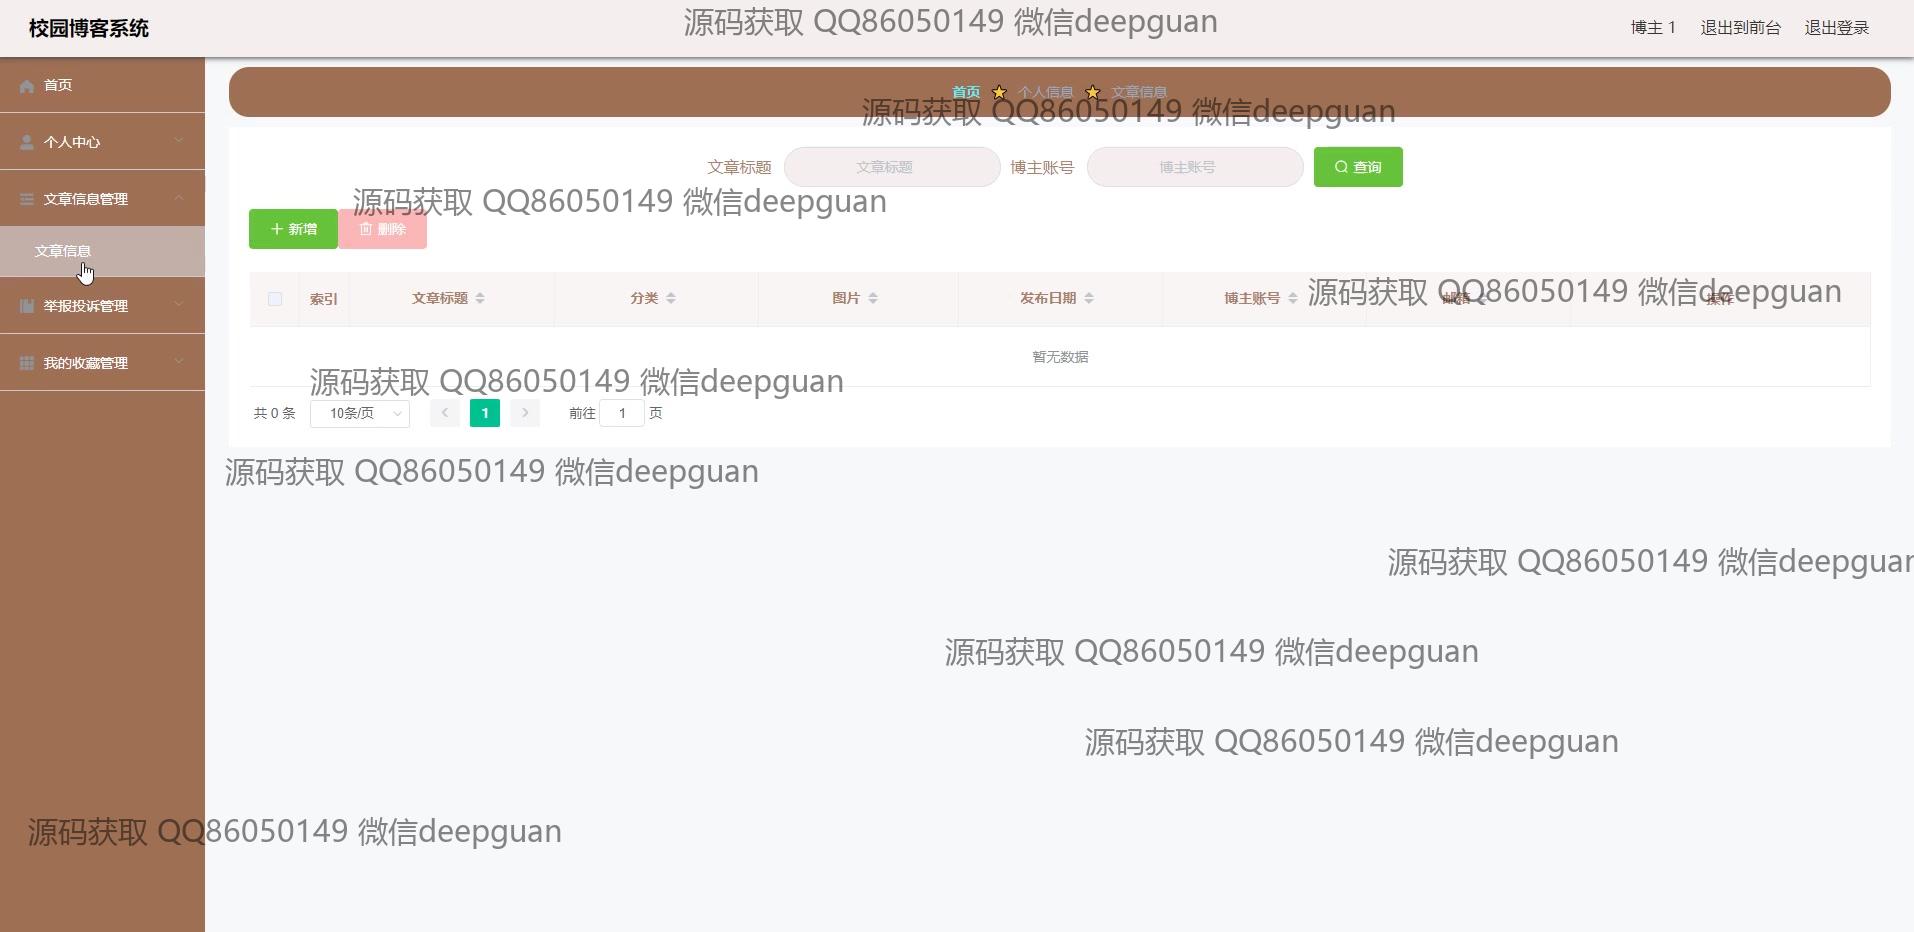 校园博客系统
源码获取 QQ86050149 微信deepguan
博主 1 退出到前台 退出登录
首页
个人中心
文章信息管理
文章信息
举报投诉管理
我的收藏管理
首页 个人信息 文章信息
源码获取 QQ86050149 微信deepguan
文章标题 文章标题 博主账号 博主账号 查询
源码获取 QQ86050149 微信deepguan
新增 删除
索引 文章标题 分类 图片 发布日期 博主账号 邮箱 操作
源码获取 QQ86050149 微信deepguan
暂无数据
源码获取 QQ86050149 微信deepguan
共 0 条 10条/页 1 前往 1 页
源码获取 QQ86050149 微信deepguan
源码获取 QQ86050149 微信deepguan
源码获取 QQ86050149 微信deepguan
源码获取 QQ86050149 微信deepguan
源码获取 QQ86050149 微信deepguan